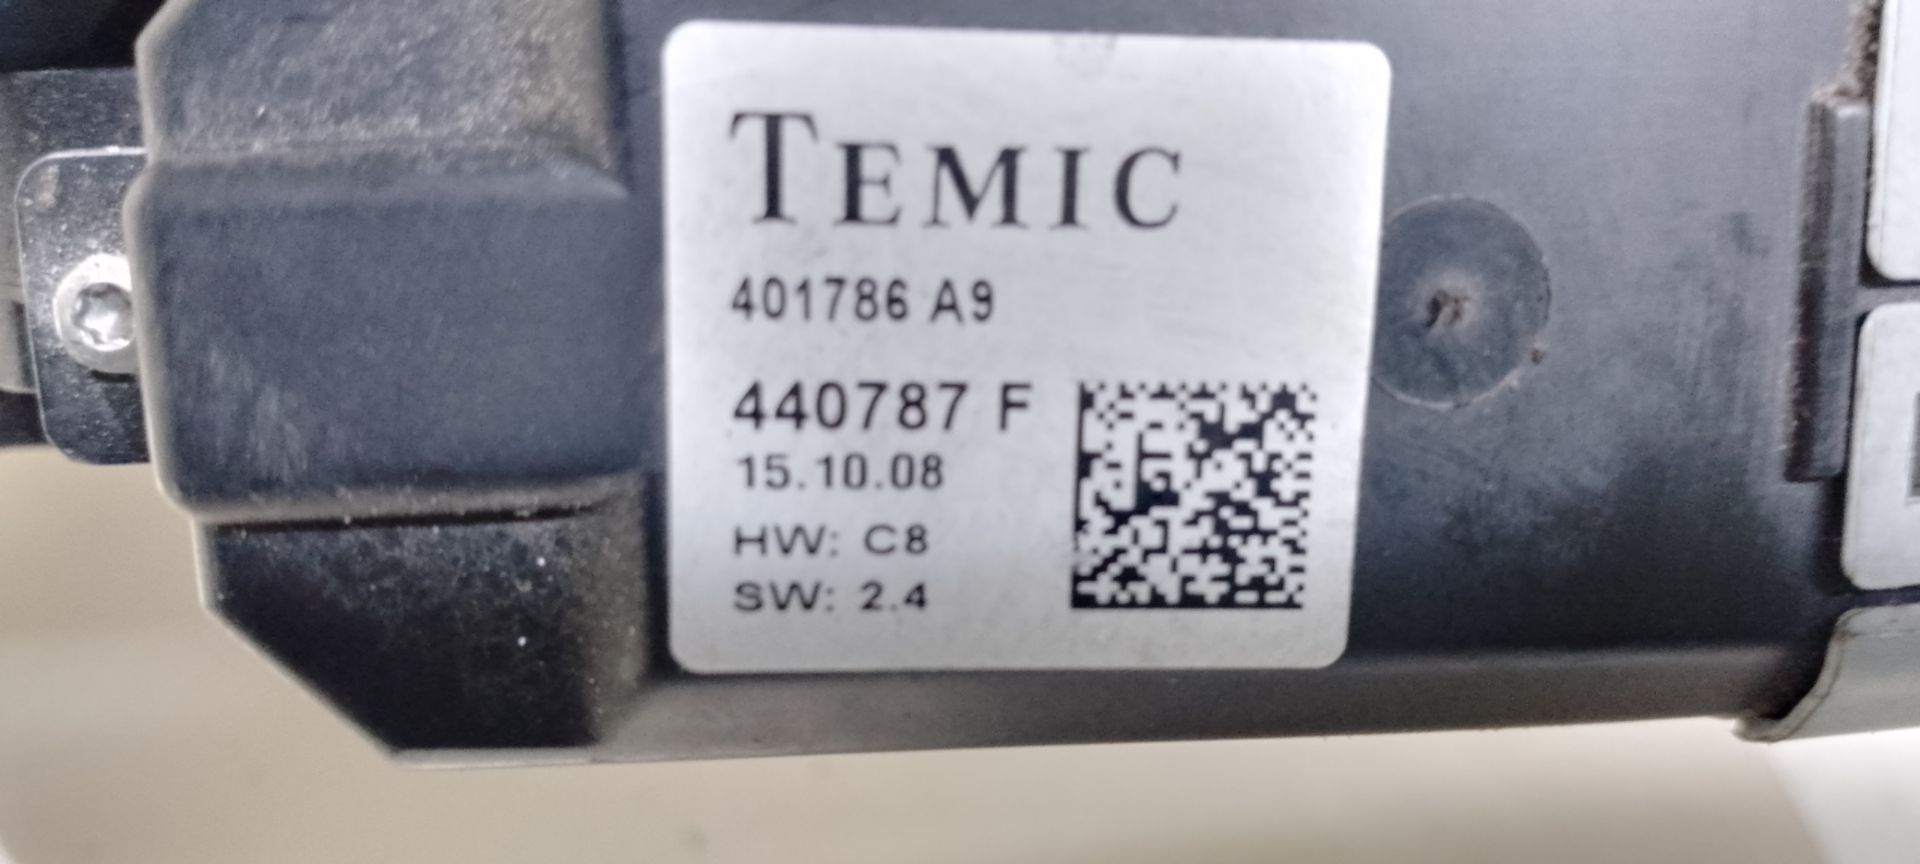 TEMIC
401786 A9
440787 F
15.10.08
HW: C8
SW: 2.4